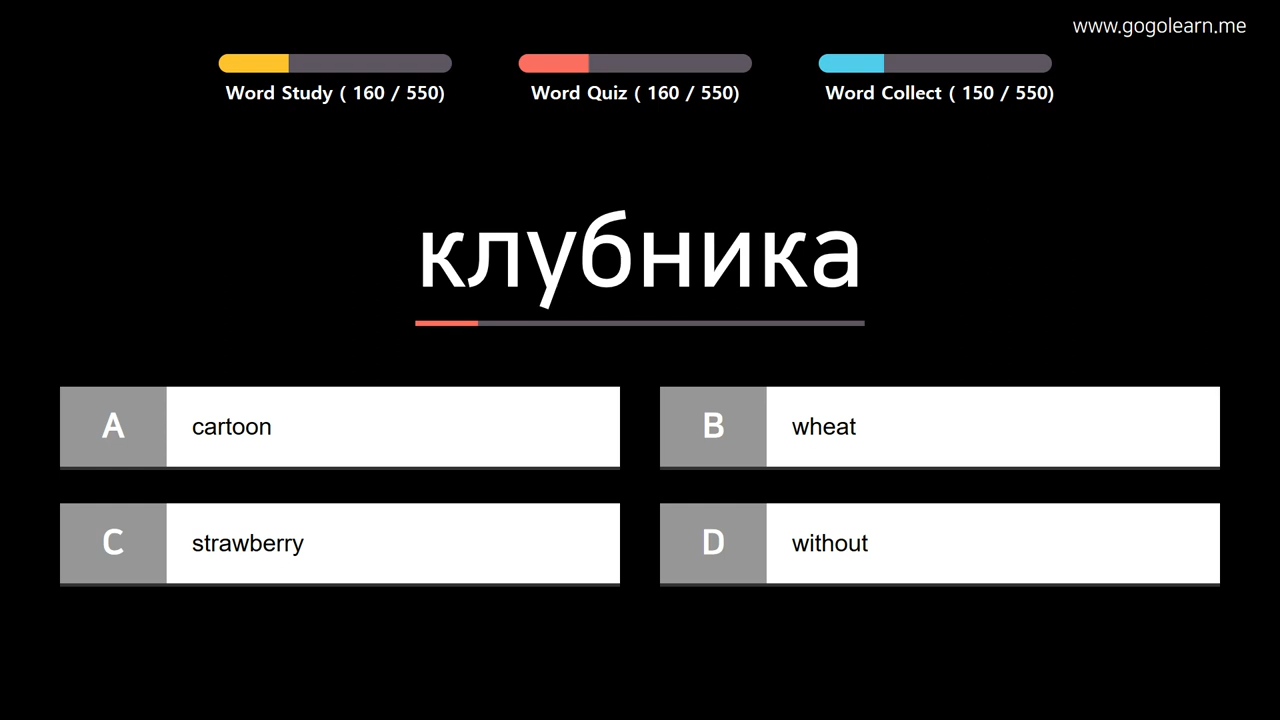 www.gogolearn.me
Word Study ( 160 / 550) Word Quiz ( 160 / 550) Word Collect ( 150 / 550)
клубника
A cartoon
B wheat
C strawberry
D without